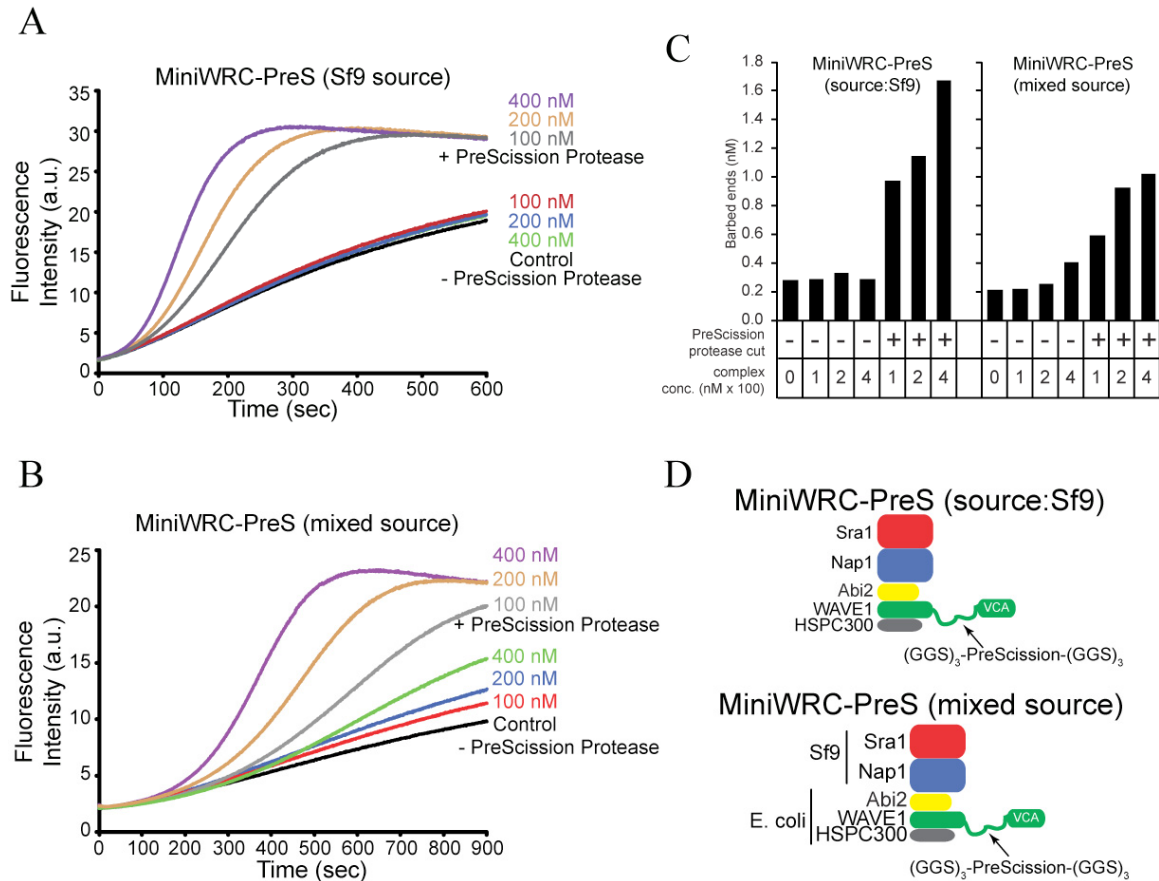 A
MiniWRC-PreS (Sf9 source)
Fluorescence
Intensity (a.u.)
35
30
25
20
15
10
5
0
0 100 200 300 400 500 600
Time (sec)
400 nM
200 nM
100 nM
+ PreScission Protease
100 nM
200 nM
400 nM
Control
- PreScission Protease
B
MiniWRC-PreS (mixed source)
Fluorescence
Intensity (a.u.)
25
20
15
10
5
0
0 100 200 300 400 500 600 700 800 900
Time (sec)
400 nM
200 nM
100 nM
+ PreScission Protease
400 nM
200 nM
100 nM
Control
- PreScission Protease
C
MiniWRC-PreS
(source:Sf9)
MiniWRC-PreS
(mixed source)
Barbed ends (nM)
1.8
1.6
1.4
1.2
1.0
0.8
0.6
0.4
0.2
0.0
PreScission
protease cut
- - - - + + + - - - - + + +
complex
conc. (nM x 100)
0 1 2 4 1 2 4 0 1 2 4 1 2 4
D
MiniWRC-PreS (source:Sf9)
Sra1
Nap1
Abi2
WAVE1
HSPC300
VCA
(GGS)₃-PreScission-(GGS)₃
MiniWRC-PreS (mixed source)
Sf9
Sra1
Nap1
E. coli
Abi2
WAVE1
HSPC300
VCA
(GGS)₃-PreScission-(GGS)₃